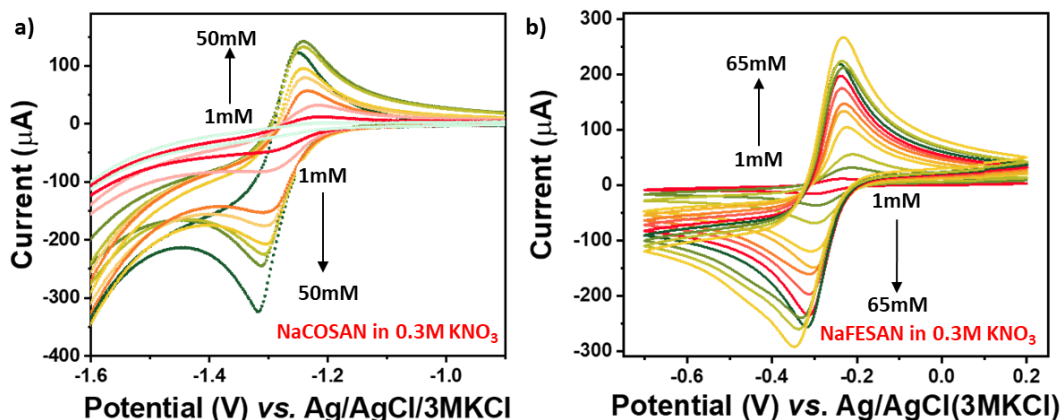 a)
Current (µA)
100
0
-100
-200
-300
-400
50mM
1mM
1mM
50mM
NaCOSAN in 0.3M KNO₃
-1.6
-1.4
-1.2
-1.0
Potential (V) vs. Ag/AgCl/3MKCl
b)
Current (µA)
300
200
100
0
-100
-200
-300
65mM
1mM
1mM
65mM
NaFESAN in 0.3M KNO₃
-0.6
-0.4
-0.2
0.0
0.2
Potential (V) vs. Ag/AgCl(3MKCl)